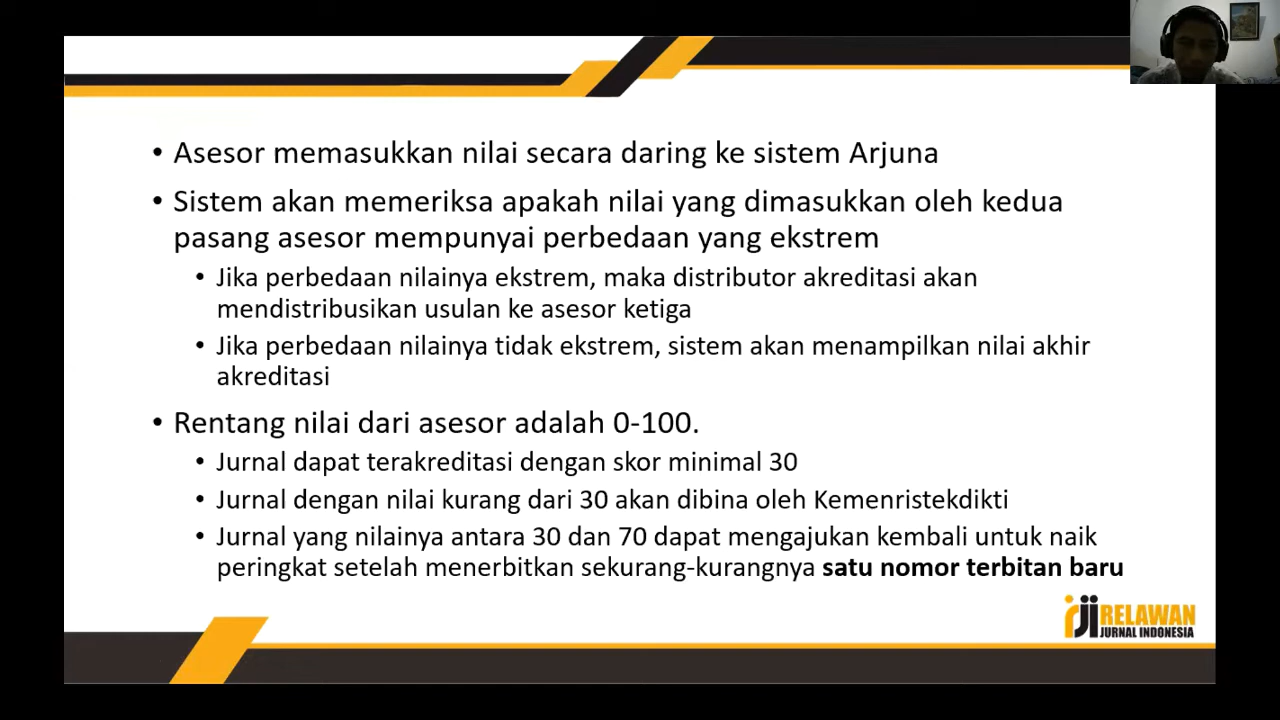 • Asesor memasukkan nilai secara daring ke sistem Arjuna
• Sistem akan memeriksa apakah nilai yang dimasukkan oleh kedua
pasang asesor mempunyai perbedaan yang ekstrem
• Jika perbedaan nilainya ekstrem, maka distributor akreditasi akan
mendistribusikan usulan ke asesor ketiga
• Jika perbedaan nilainya tidak ekstrem, sistem akan menampilkan nilai akhir
akreditasi
• Rentang nilai dari asesor adalah 0-100.
• Jurnal dapat terakreditasi dengan skor minimal 30
• Jurnal dengan nilai kurang dari 30 akan dibina oleh Kemenristekdikti
• Jurnal yang nilainya antara 30 dan 70 dapat mengajukan kembali untuk naik
peringkat setelah menerbitkan sekurang-kurangnya satu nomor terbitan baru
rji RELAWAN
JURNAL INDONESIA